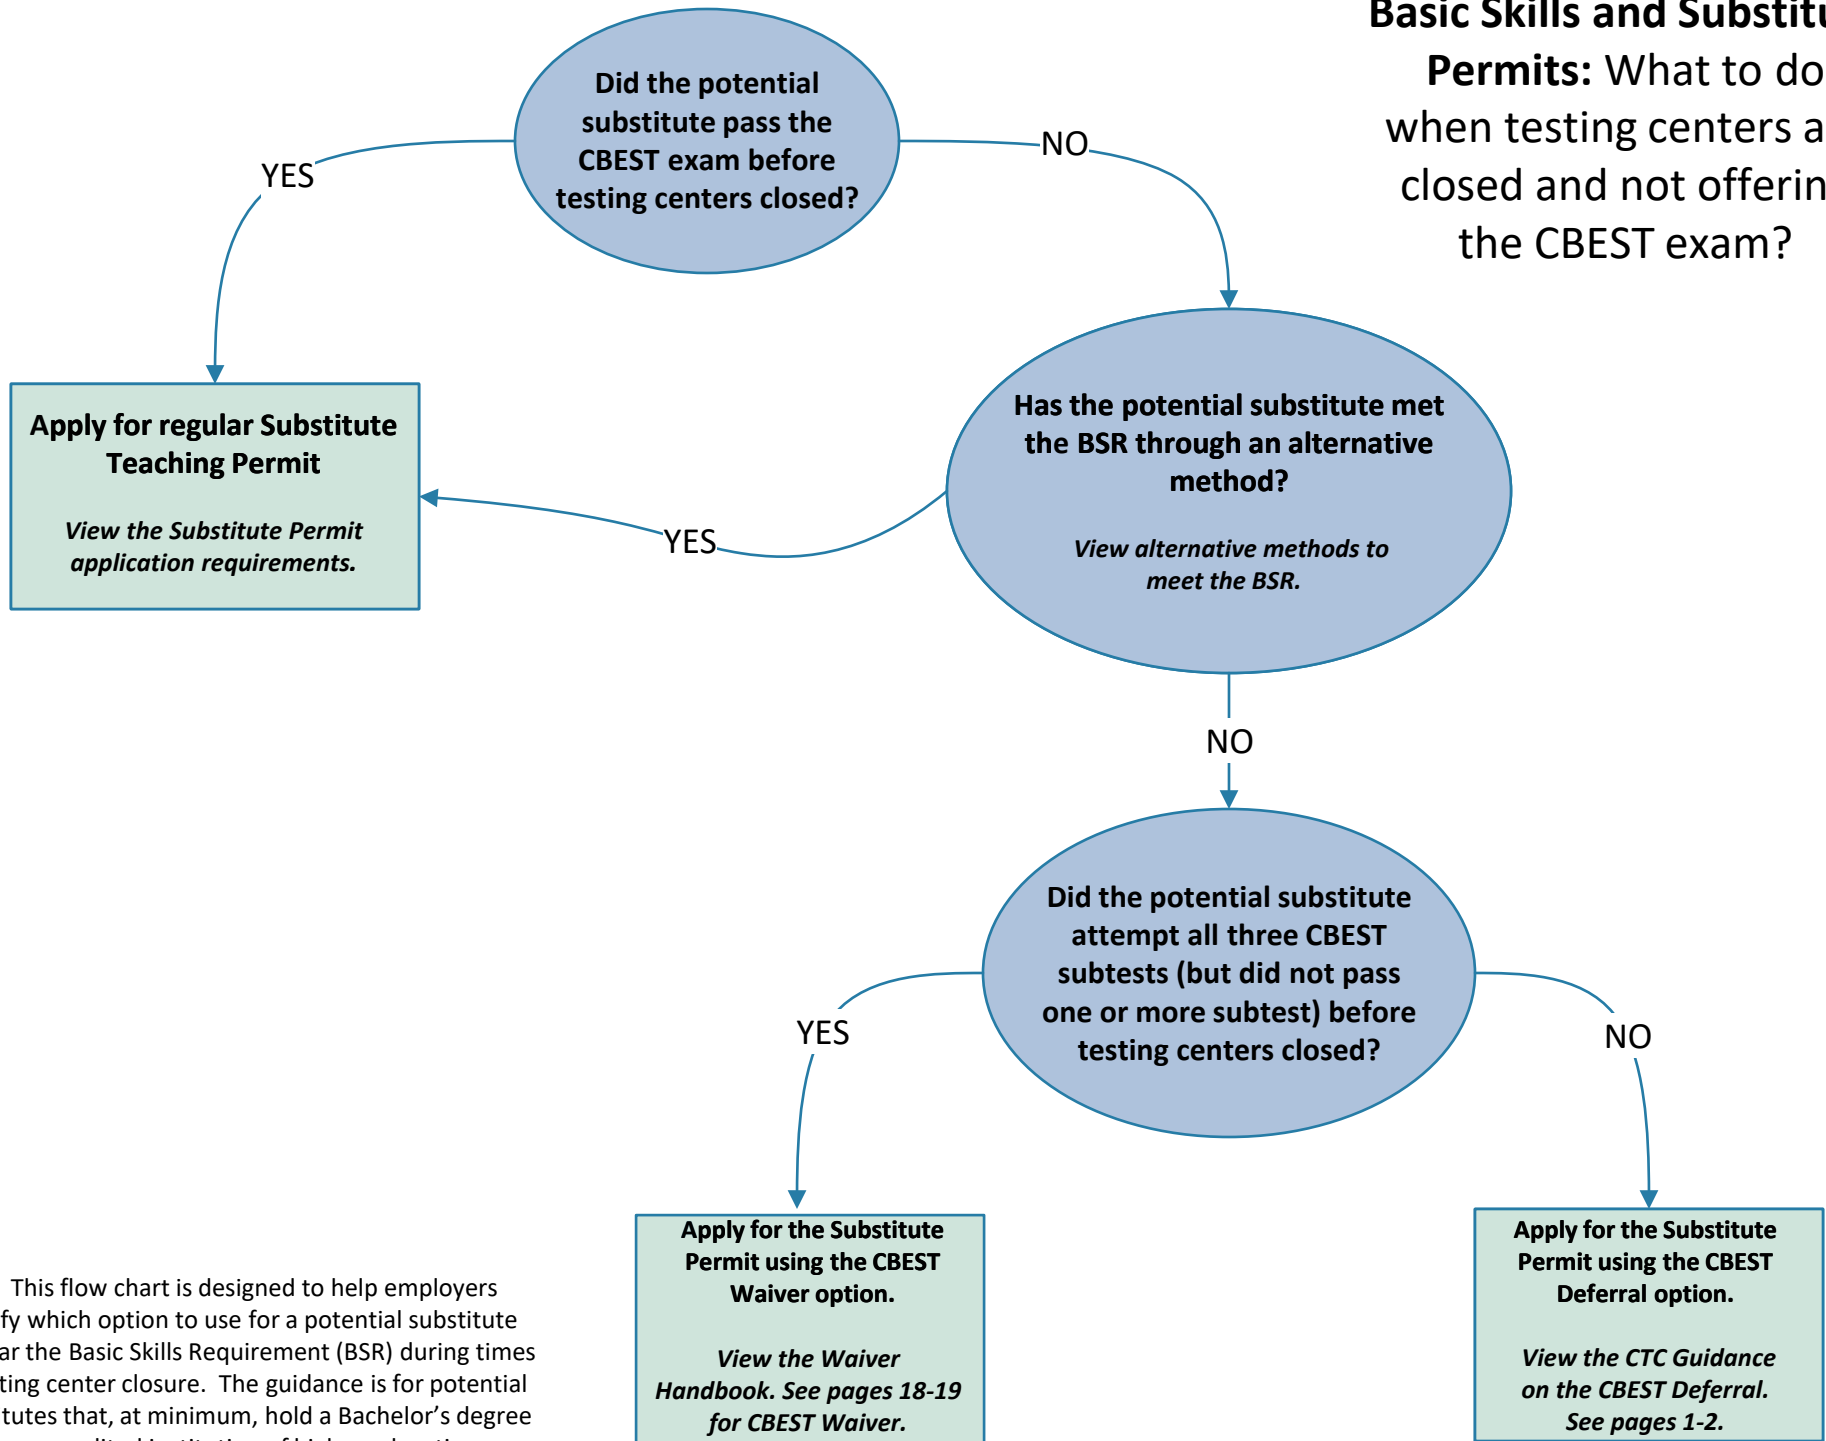 Basic Skills and
Permits: What to do
when testing centers
closed and not
the CBEST exam?
Did the potential
substitute pass the
CBEST exam before
testing centers closed?
YES
NO
Apply for regular Substitute
Teaching Permit
View the Substitute Permit
application requirements.
Has the potential substitute met
the BSR through an alternative
method?
View alternative methods to
meet the BSR.
YES
NO
Did the potential substitute
attempt all three CBEST
subtests (but did not pass
one or more subtest) before
testing centers closed?
YES
NO
Apply for the Substitute
Permit using the CBEST
Waiver option.
View the Waiver
Handbook. See pages 18-19
for CBEST Waiver.
Apply for the Substitute
Permit using the CBEST
Deferral option.
View the CTC Guidance
on the CBEST Deferral.
See pages 1-2.
This flow chart is designed to help employers
which option to use for a potential substitute
the Basic Skills Requirement (BSR) during times
center closure. The guidance is for potential
that, at minimum, hold a Bachelor's degree